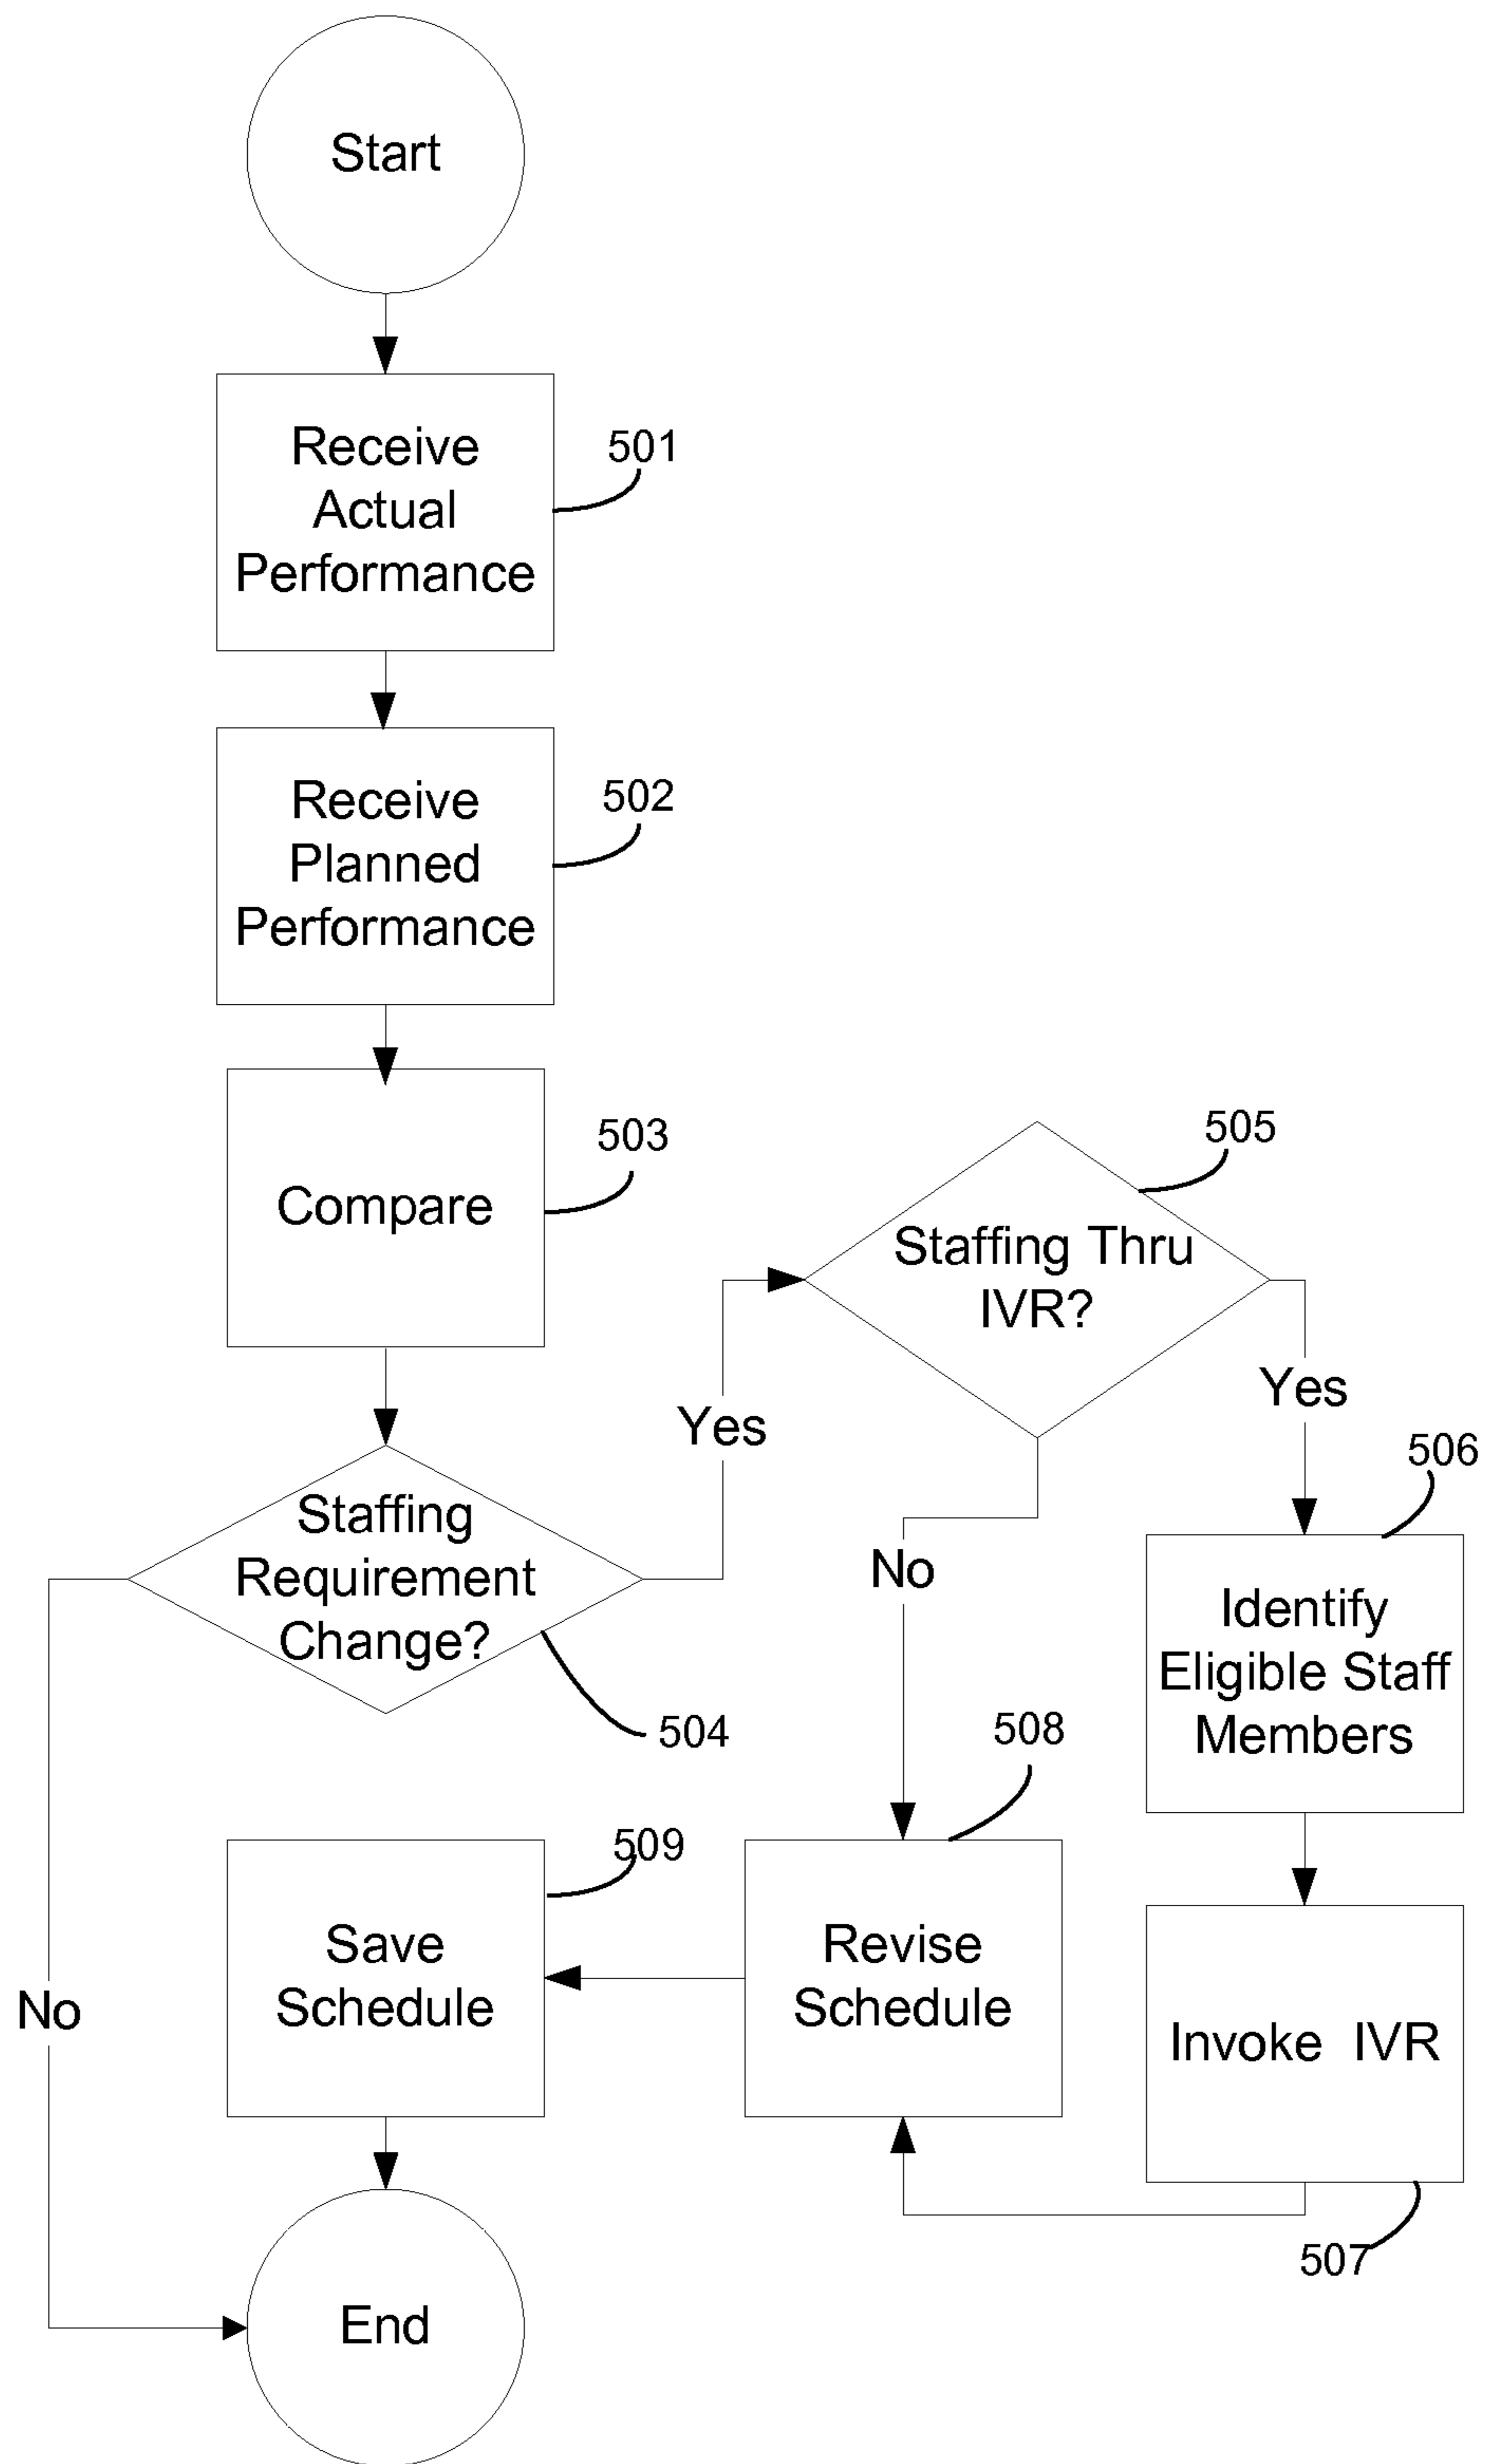 Start
Receive
Actual
Performance
501
Receive
Planned
Performance
502
Compare
503
Staffing
Requirement
Change?
504
Yes
No
Staffing Thru
IVR?
505
Yes
No
Identify
Eligible Staff
Members
506
Invoke IVR
507
Revise
Schedule
508
Save
Schedule
509
End